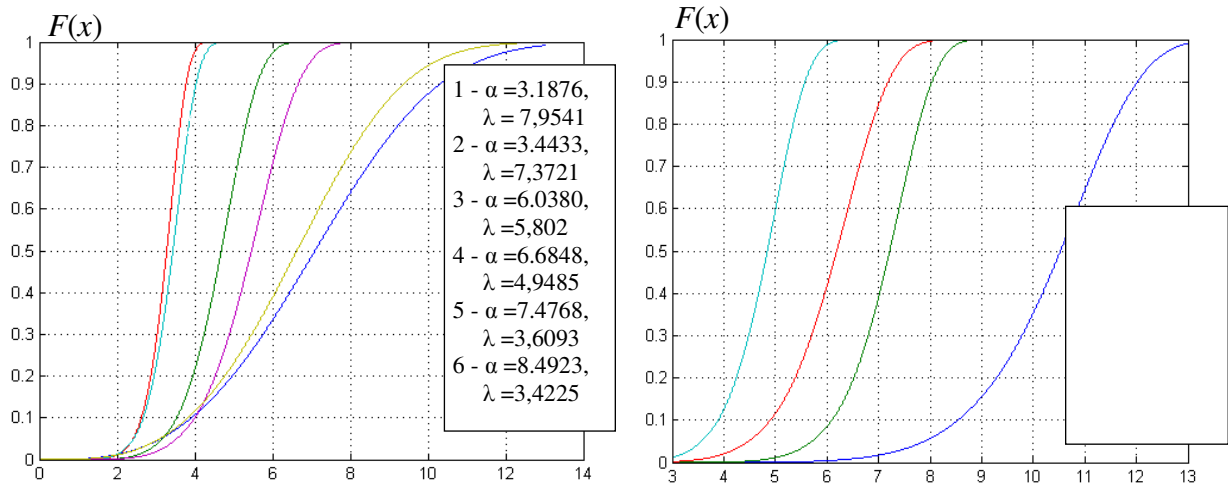 F(x)
1
0.9
0.8
0.7
0.6
0.5
0.4
0.3
0.2
0.1
0
0 2 4 6 8 10 12 14
1 - α =3.1876,
λ = 7,9541
2 - α =3.4433,
λ =7,3721
3 - α =6.0380,
λ =5,802
4 - α =6.6848,
λ =4,9485
5 - α =7.4768,
λ =3,6093
6 - α =8.4923,
λ =3,4225
F(x)
1
0.9
0.8
0.7
0.6
0.5
0.4
0.3
0.2
0.1
0
3 4 5 6 7 8 9 10 11 12 13